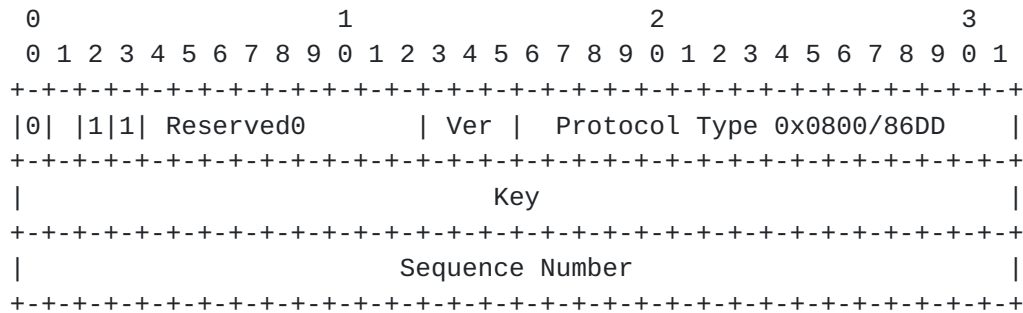 0                   1                   2                   3
 0 1 2 3 4 5 6 7 8 9 0 1 2 3 4 5 6 7 8 9 0 1 2 3 4 5 6 7 8 9 0 1
+-+-+-+-+-+-+-+-+-+-+-+-+-+-+-+-+-+-+-+-+-+-+-+-+-+-+-+-+-+-+-+-+
|0| |1|1| Reserved0       | Ver |  Protocol Type 0x0800/86DD    |
+-+-+-+-+-+-+-+-+-+-+-+-+-+-+-+-+-+-+-+-+-+-+-+-+-+-+-+-+-+-+-+-+
|                              Key                              |
+-+-+-+-+-+-+-+-+-+-+-+-+-+-+-+-+-+-+-+-+-+-+-+-+-+-+-+-+-+-+-+-+
|                        Sequence Number                        |
+-+-+-+-+-+-+-+-+-+-+-+-+-+-+-+-+-+-+-+-+-+-+-+-+-+-+-+-+-+-+-+-+